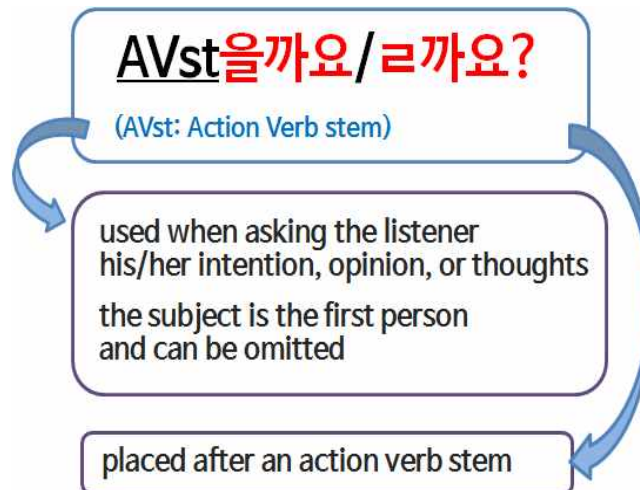 AVst을까요/ㄹ까요?
(AVst: Action Verb stem)
used when asking the listener
his/her intention, opinion, or thoughts
the subject is the first person
and can be omitted
placed after an action verb stem